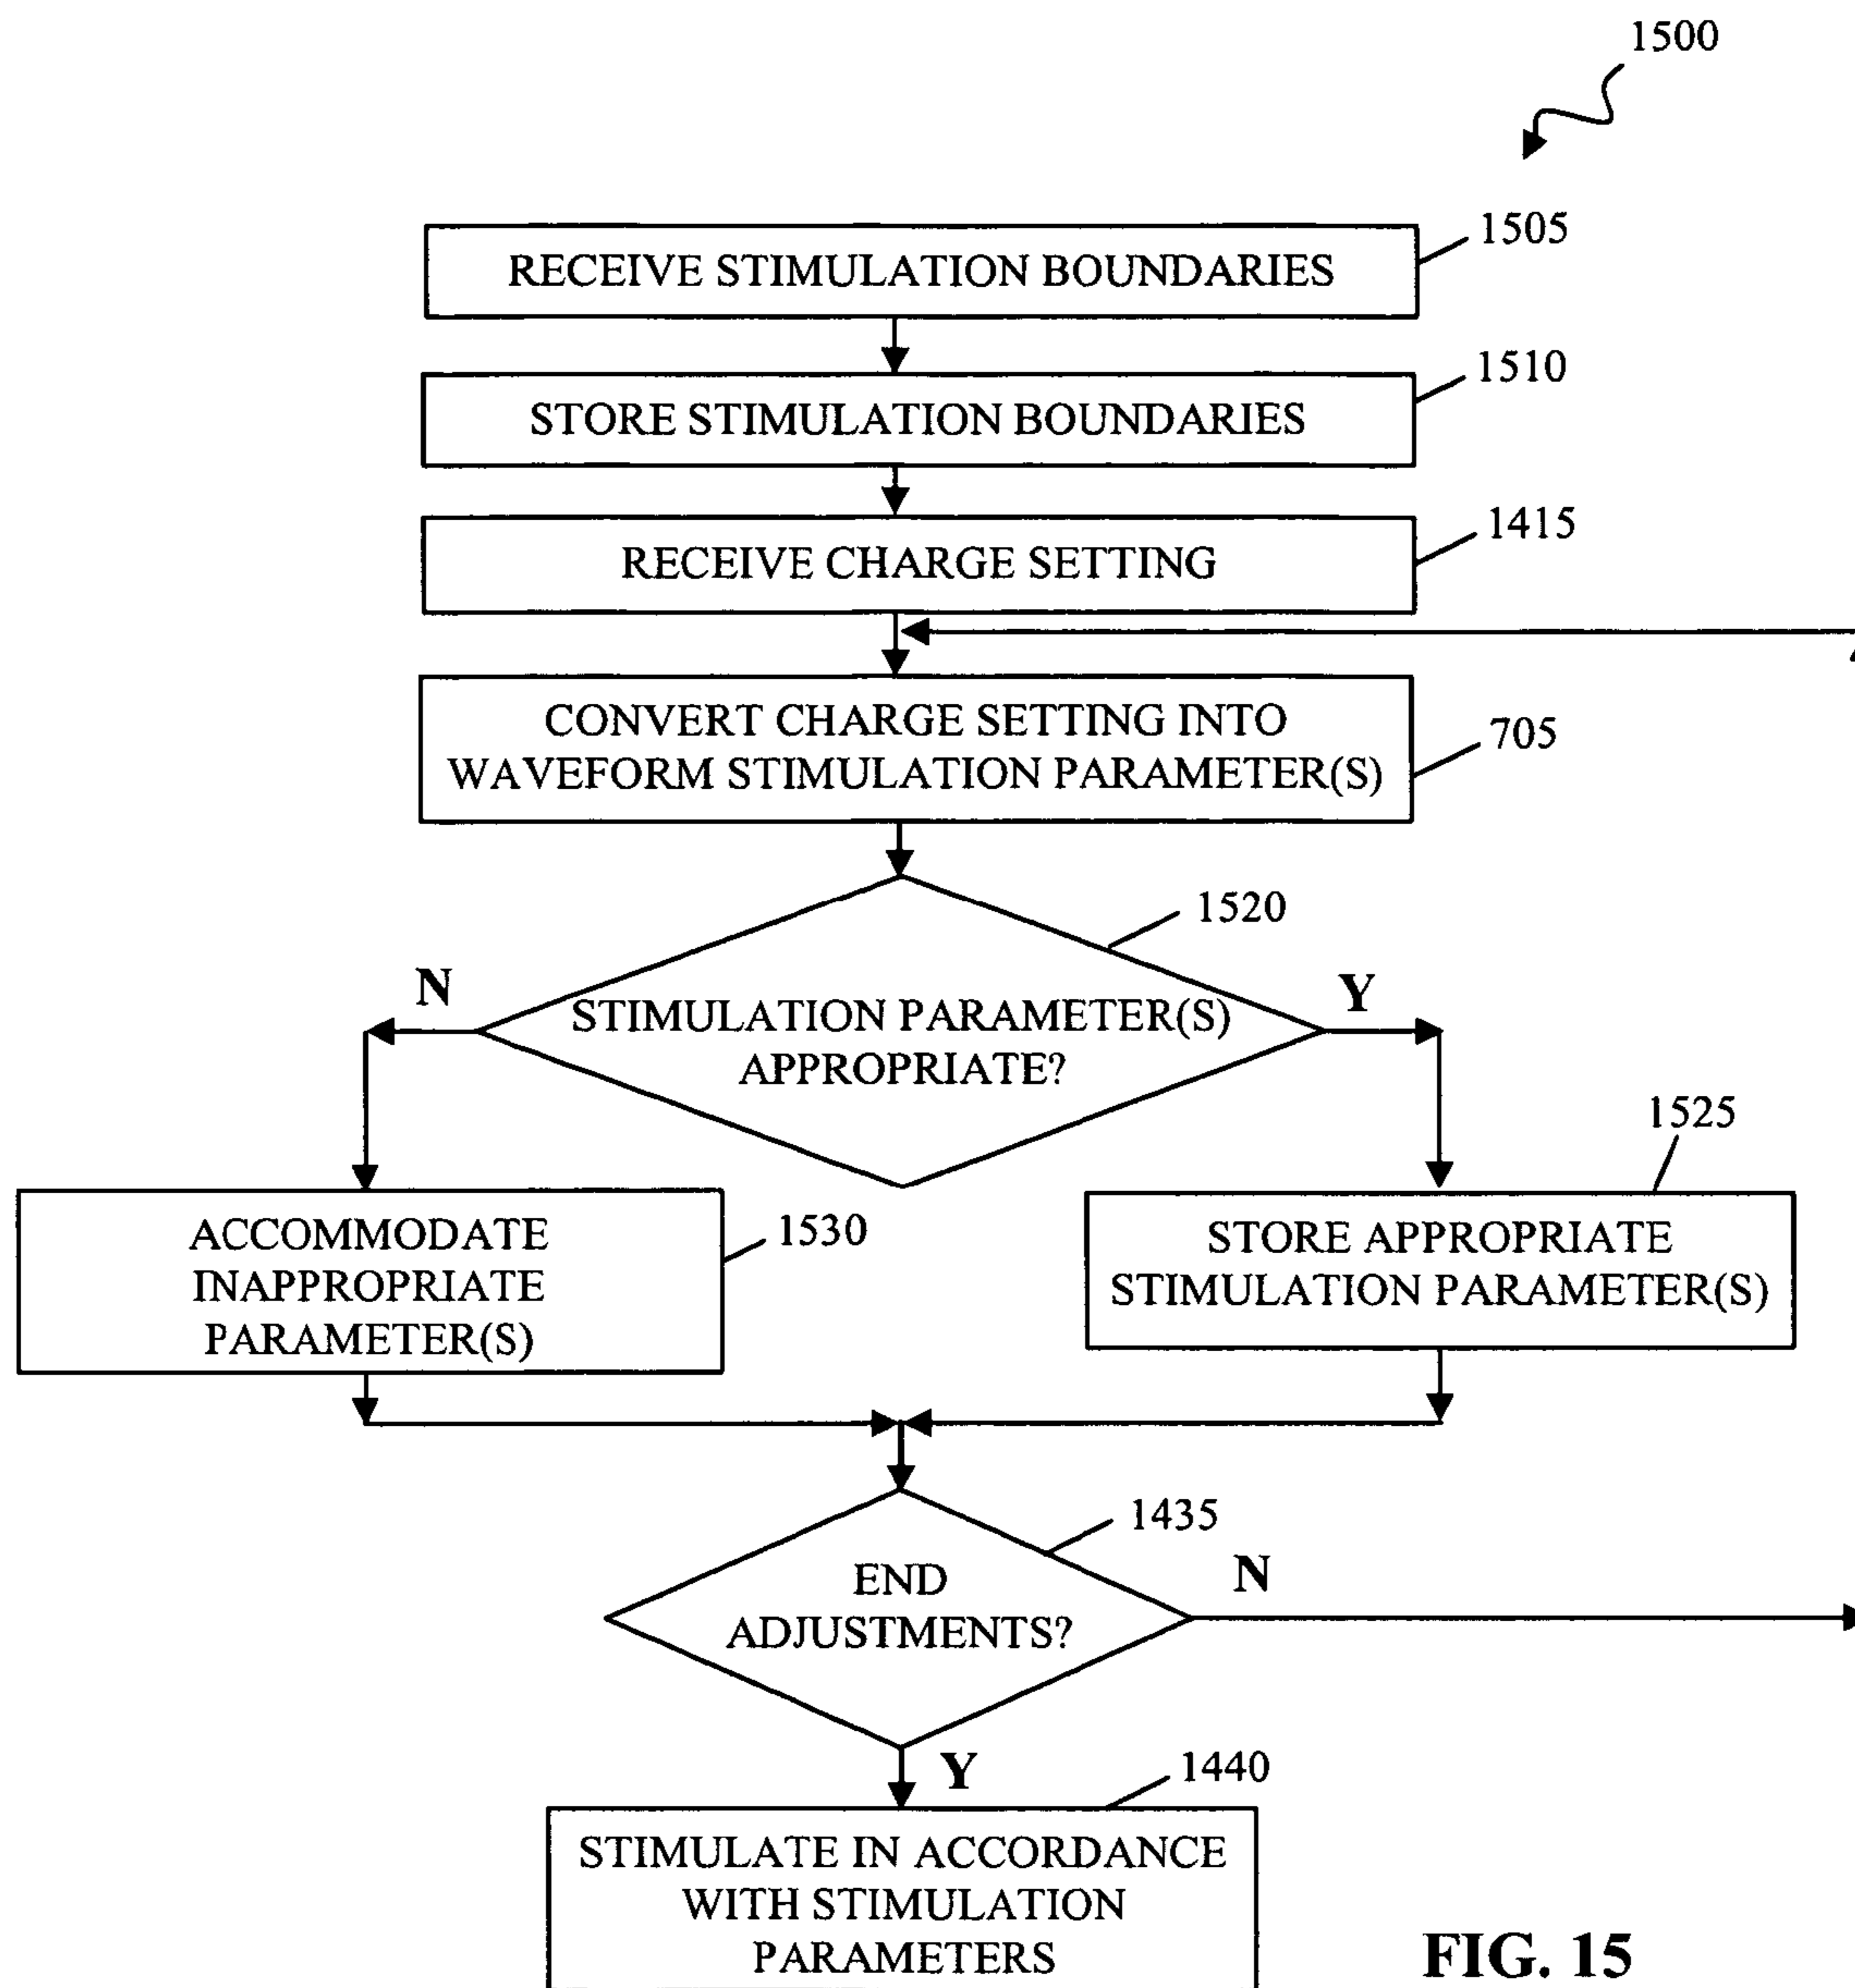 1500
RECEIVE STIMULATION BOUNDARIES
1505
STORE STIMULATION BOUNDARIES
1510
RECEIVE CHARGE SETTING
1415
CONVERT CHARGE SETTING INTO
WAVEFORM STIMULATION PARAMETER(S)
705
1520
N
Y
STIMULATION PARAMETER(S)
APPROPRIATE?
1525
ACCOMMODATE
INAPPROPRIATE
PARAMETER(S)
1530
STORE APPROPRIATE
STIMULATION PARAMETER(S)
1435
END
ADJUSTMENTS?
N
Y
1440
STIMULATE IN ACCORDANCE
WITH STIMULATION
PARAMETERS
FIG. 15